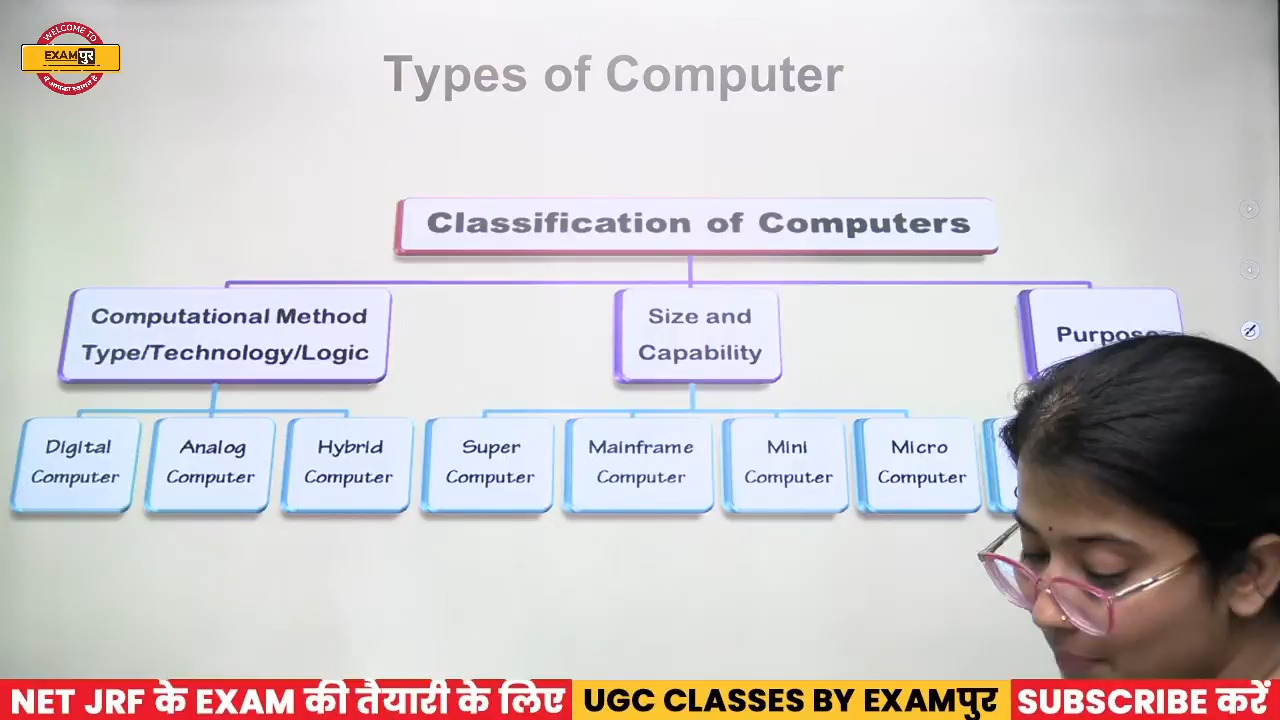 WELCOME TO
EXAMपुर
Types of Computer
Classification of Computers
Computational Method
Type/Technology/Logic
Size and
Capability
Purpose
Digital
Computer
Analog
Computer
Hybrid
Computer
Super
Computer
Mainframe
Computer
Mini
Computer
Micro
Computer
NET JRF के EXAM की तैयारी के लिए
UGC CLASSES BY EXAMपुर
SUBSCRIBE करें